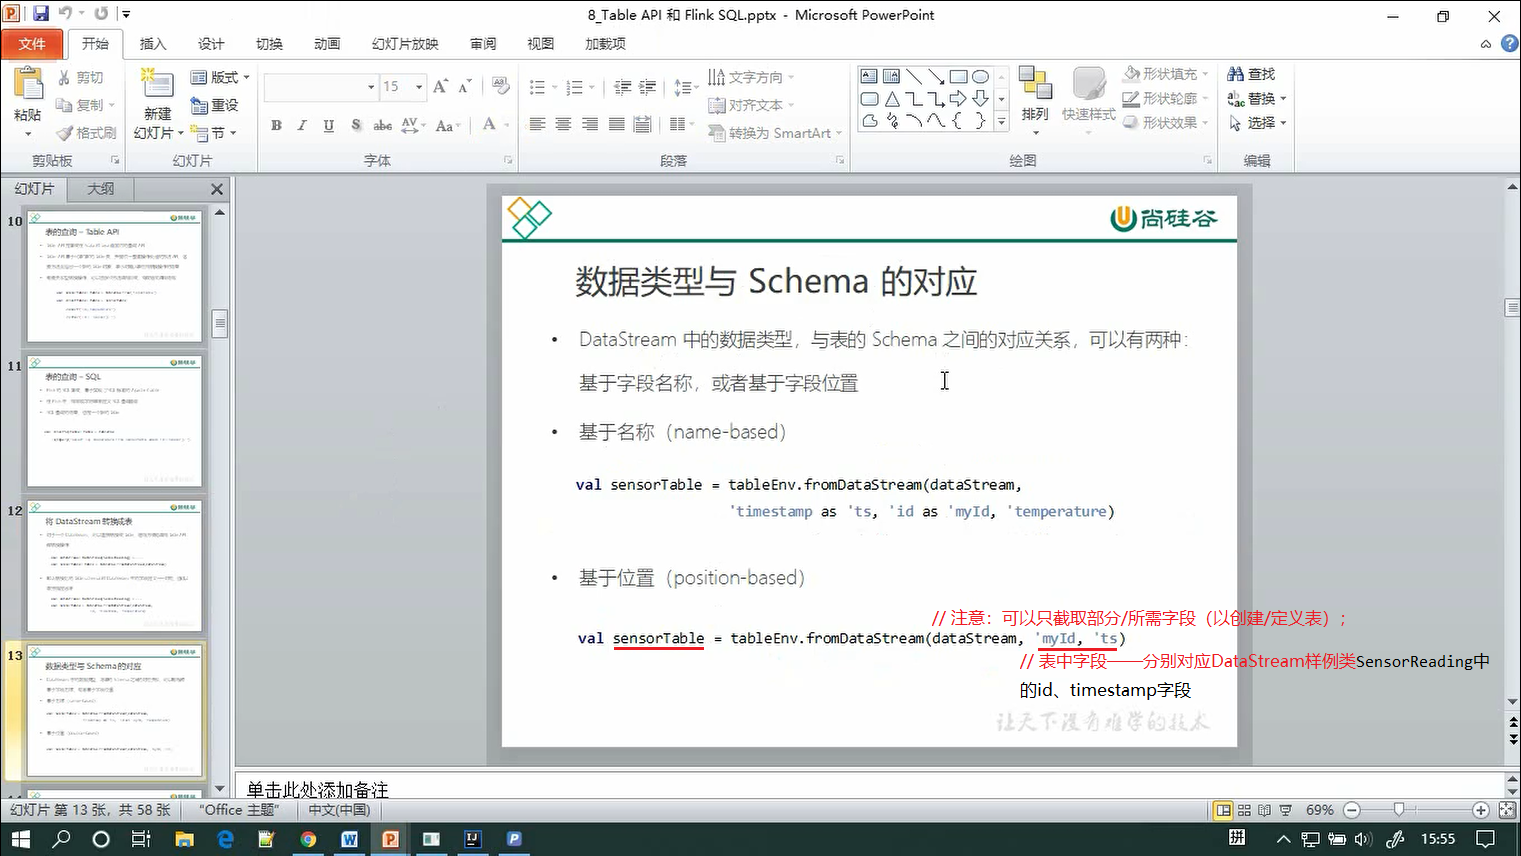 8_Table API 和 Flink SQL.pptx - Microsoft PowerPoint
文件 开始 插入 设计 切换 动画 幻灯片放映 审阅 视图 加载项
粘贴 剪切 复制 格式刷
新建 幻灯片 版式 重设 节
15
B I U S abc AV Aa A
文字方向 对齐文本 转换为 SmartArt
排列 快速样式 形状填充 形状轮廓 形状效果
查找 替换 选择
剪贴板 幻灯片 字体 段落 绘图 编辑
幻灯片 大纲
10
表的查询 – Table API
11
表的查询 – SQL
12
将 DataStream 转换成表
13
数据类型与 Schema 的对应
尚硅谷
数据类型与 Schema 的对应
• DataStream 中的数据类型，与表的 Schema 之间的对应关系，可以有两种：
基于字段名称，或者基于字段位置
• 基于名称（name-based）
val sensorTable = tableEnv.fromDataStream(dataStream,
'timestamp as 'ts, 'id as 'myId, 'temperature)
• 基于位置（position-based）
// 注意：可以只截取部分/所需字段（以创建/定义表）;
val sensorTable = tableEnv.fromDataStream(dataStream, 'myId, 'ts)
// 表中字段——分别对应DataStream样例类SensorReading中
的id、timestamp字段
让天下没有难学的技术
单击此处添加备注
幻灯片 第 13 张，共 58 张 "Office 主题" 中文(中国) 69%
拼 15:55